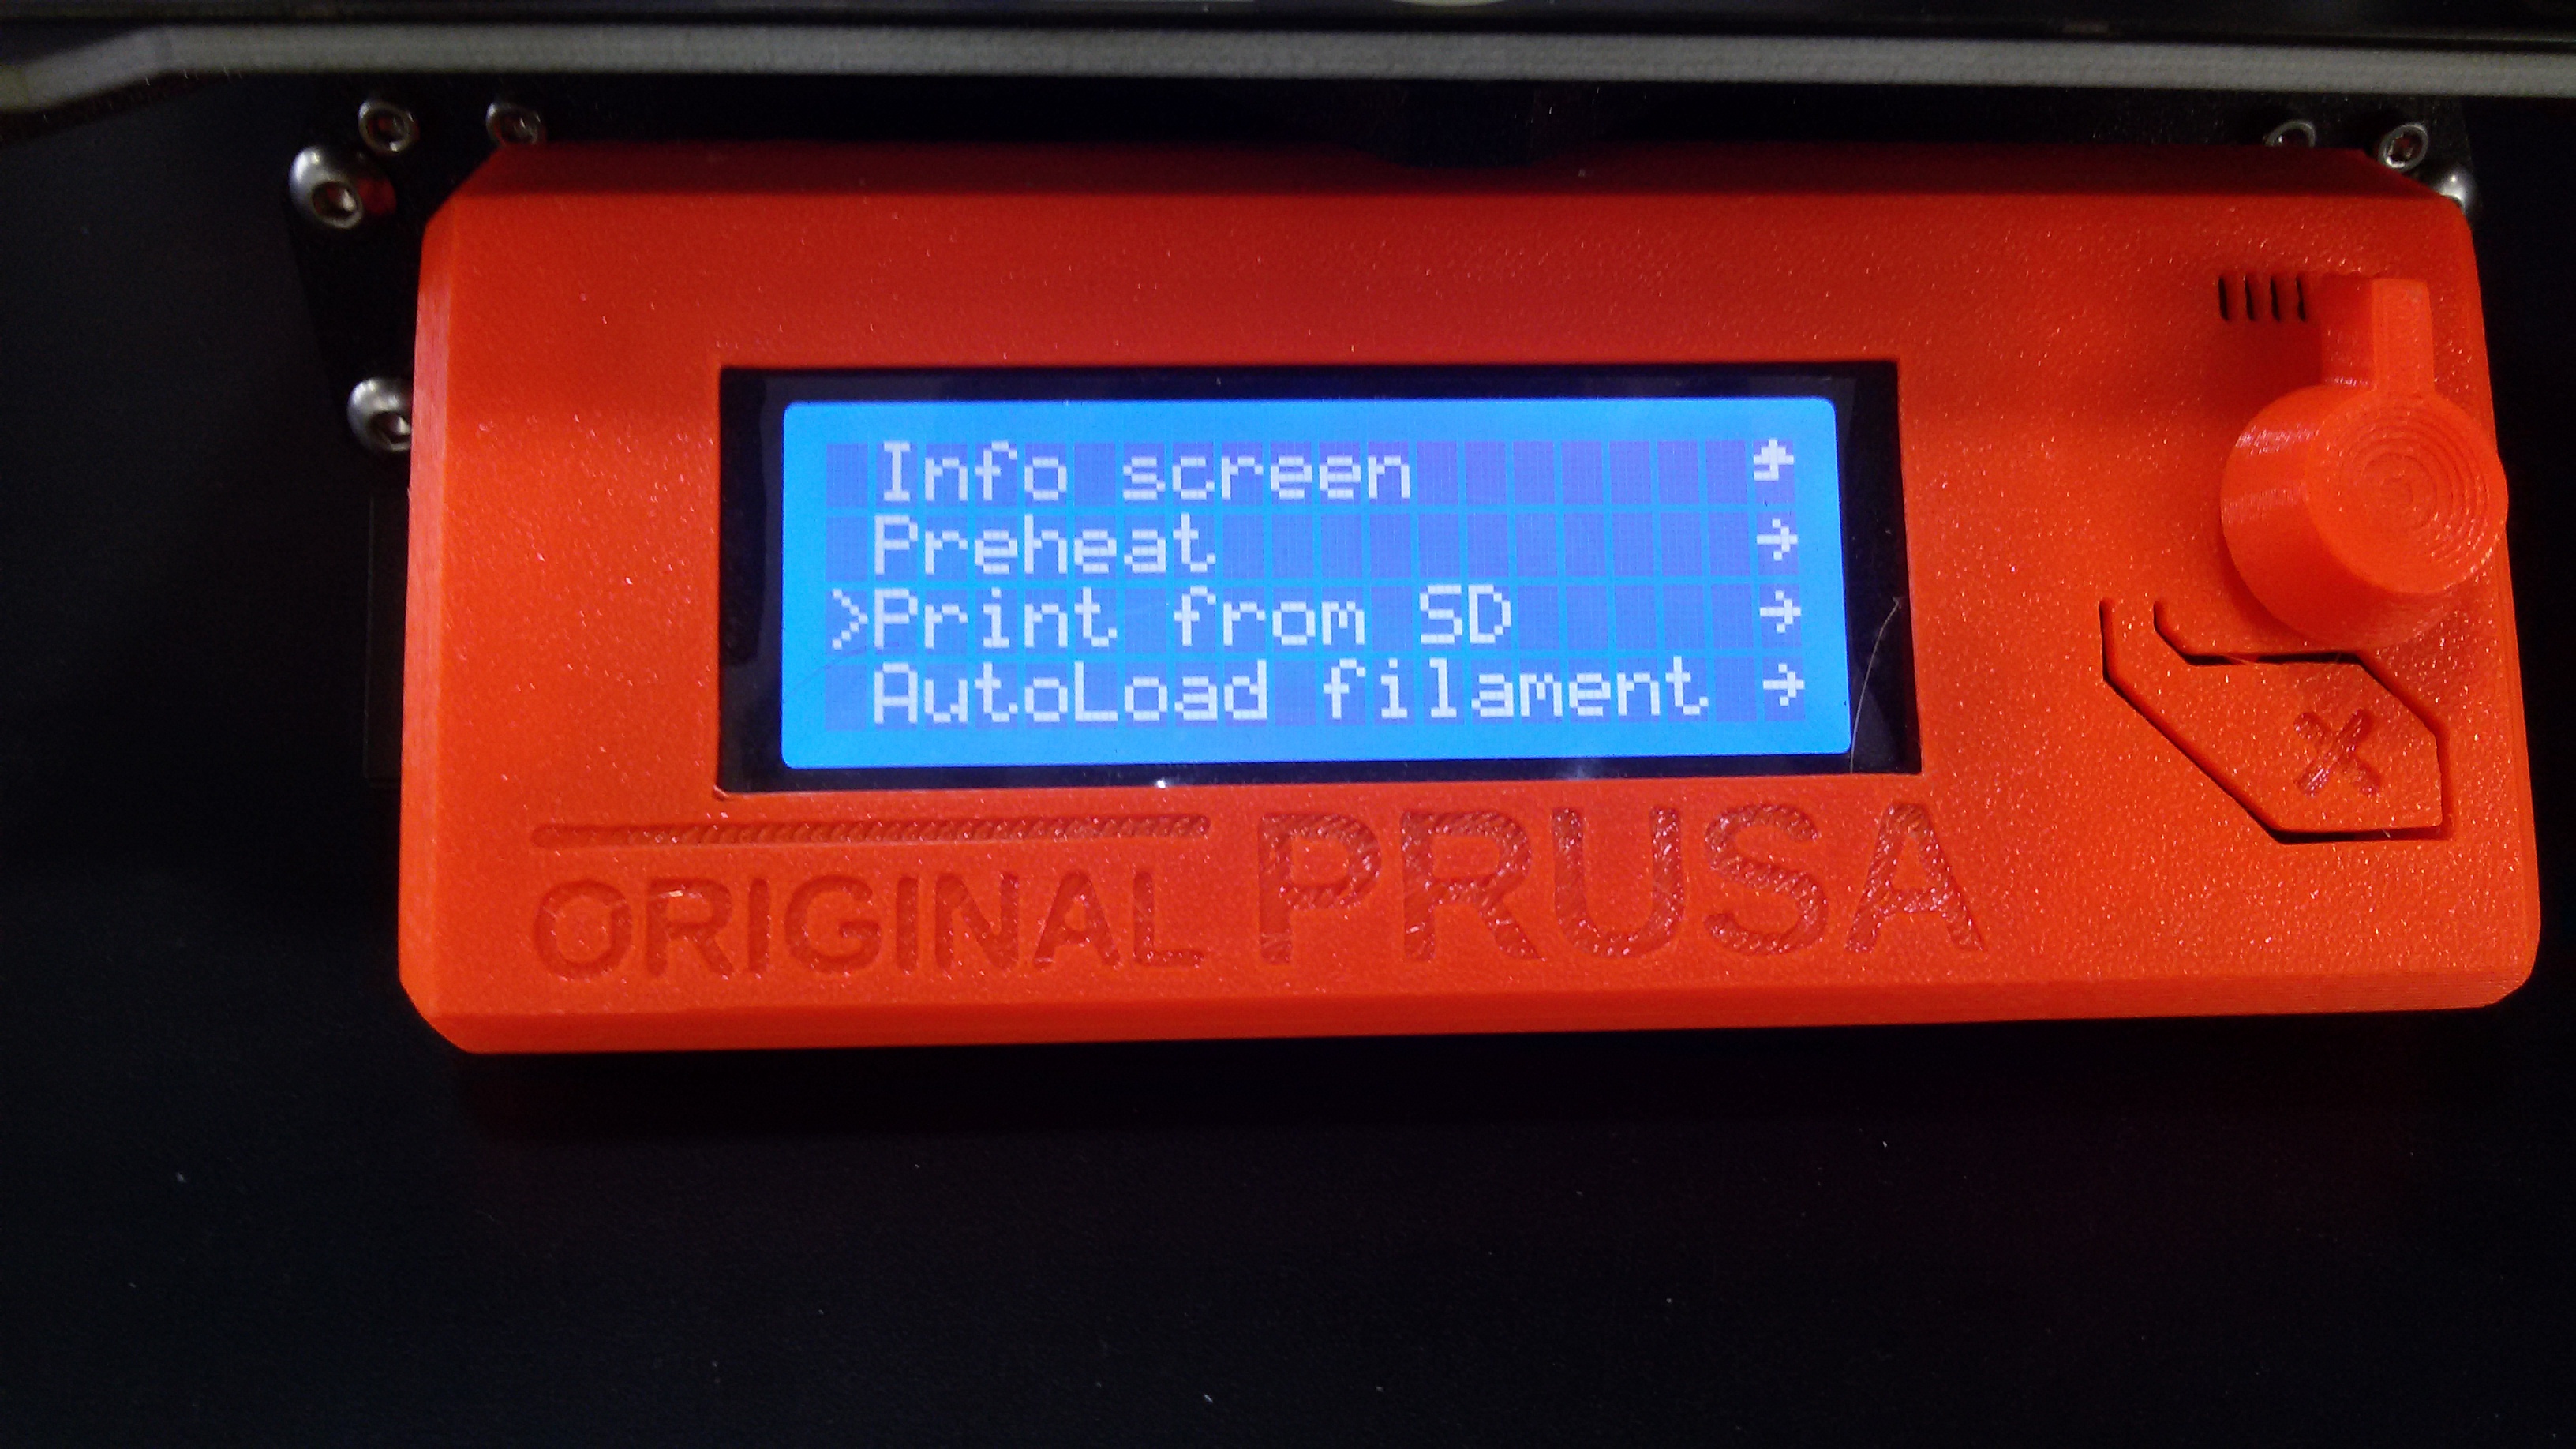 Info screen
Preheat →
>Print from SD →
AutoLoad filament →
ORIGINAL PRUSA